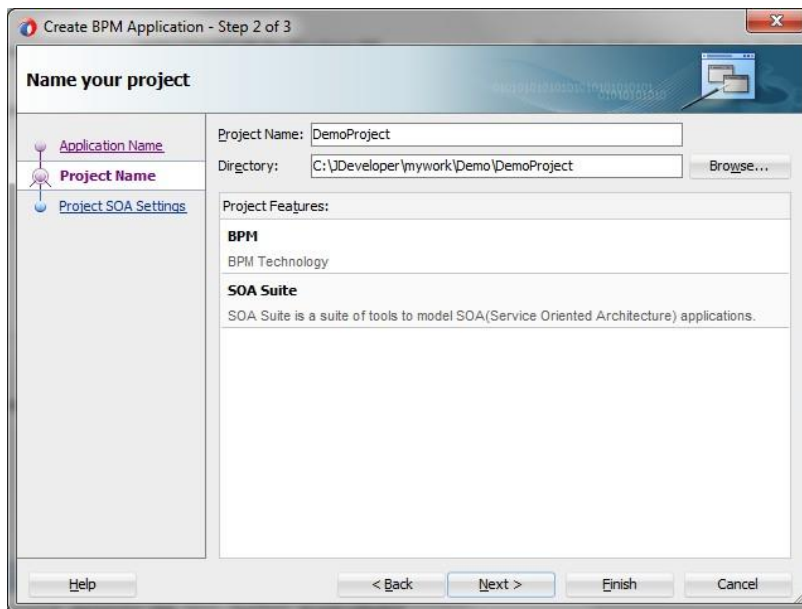 Create BPM Application - Step 2 of 3
Name your project
Application Name
Project Name
Project SOA Settings
Project Name: DemoProject
Directory: C:\JDeveloper\mywork\Demo\DemoProject Browse...
Project Features:
BPM
BPM Technology
SOA Suite
SOA Suite is a suite of tools to model SOA(Service Oriented Architecture) applications.
Help < Back Next > Finish Cancel